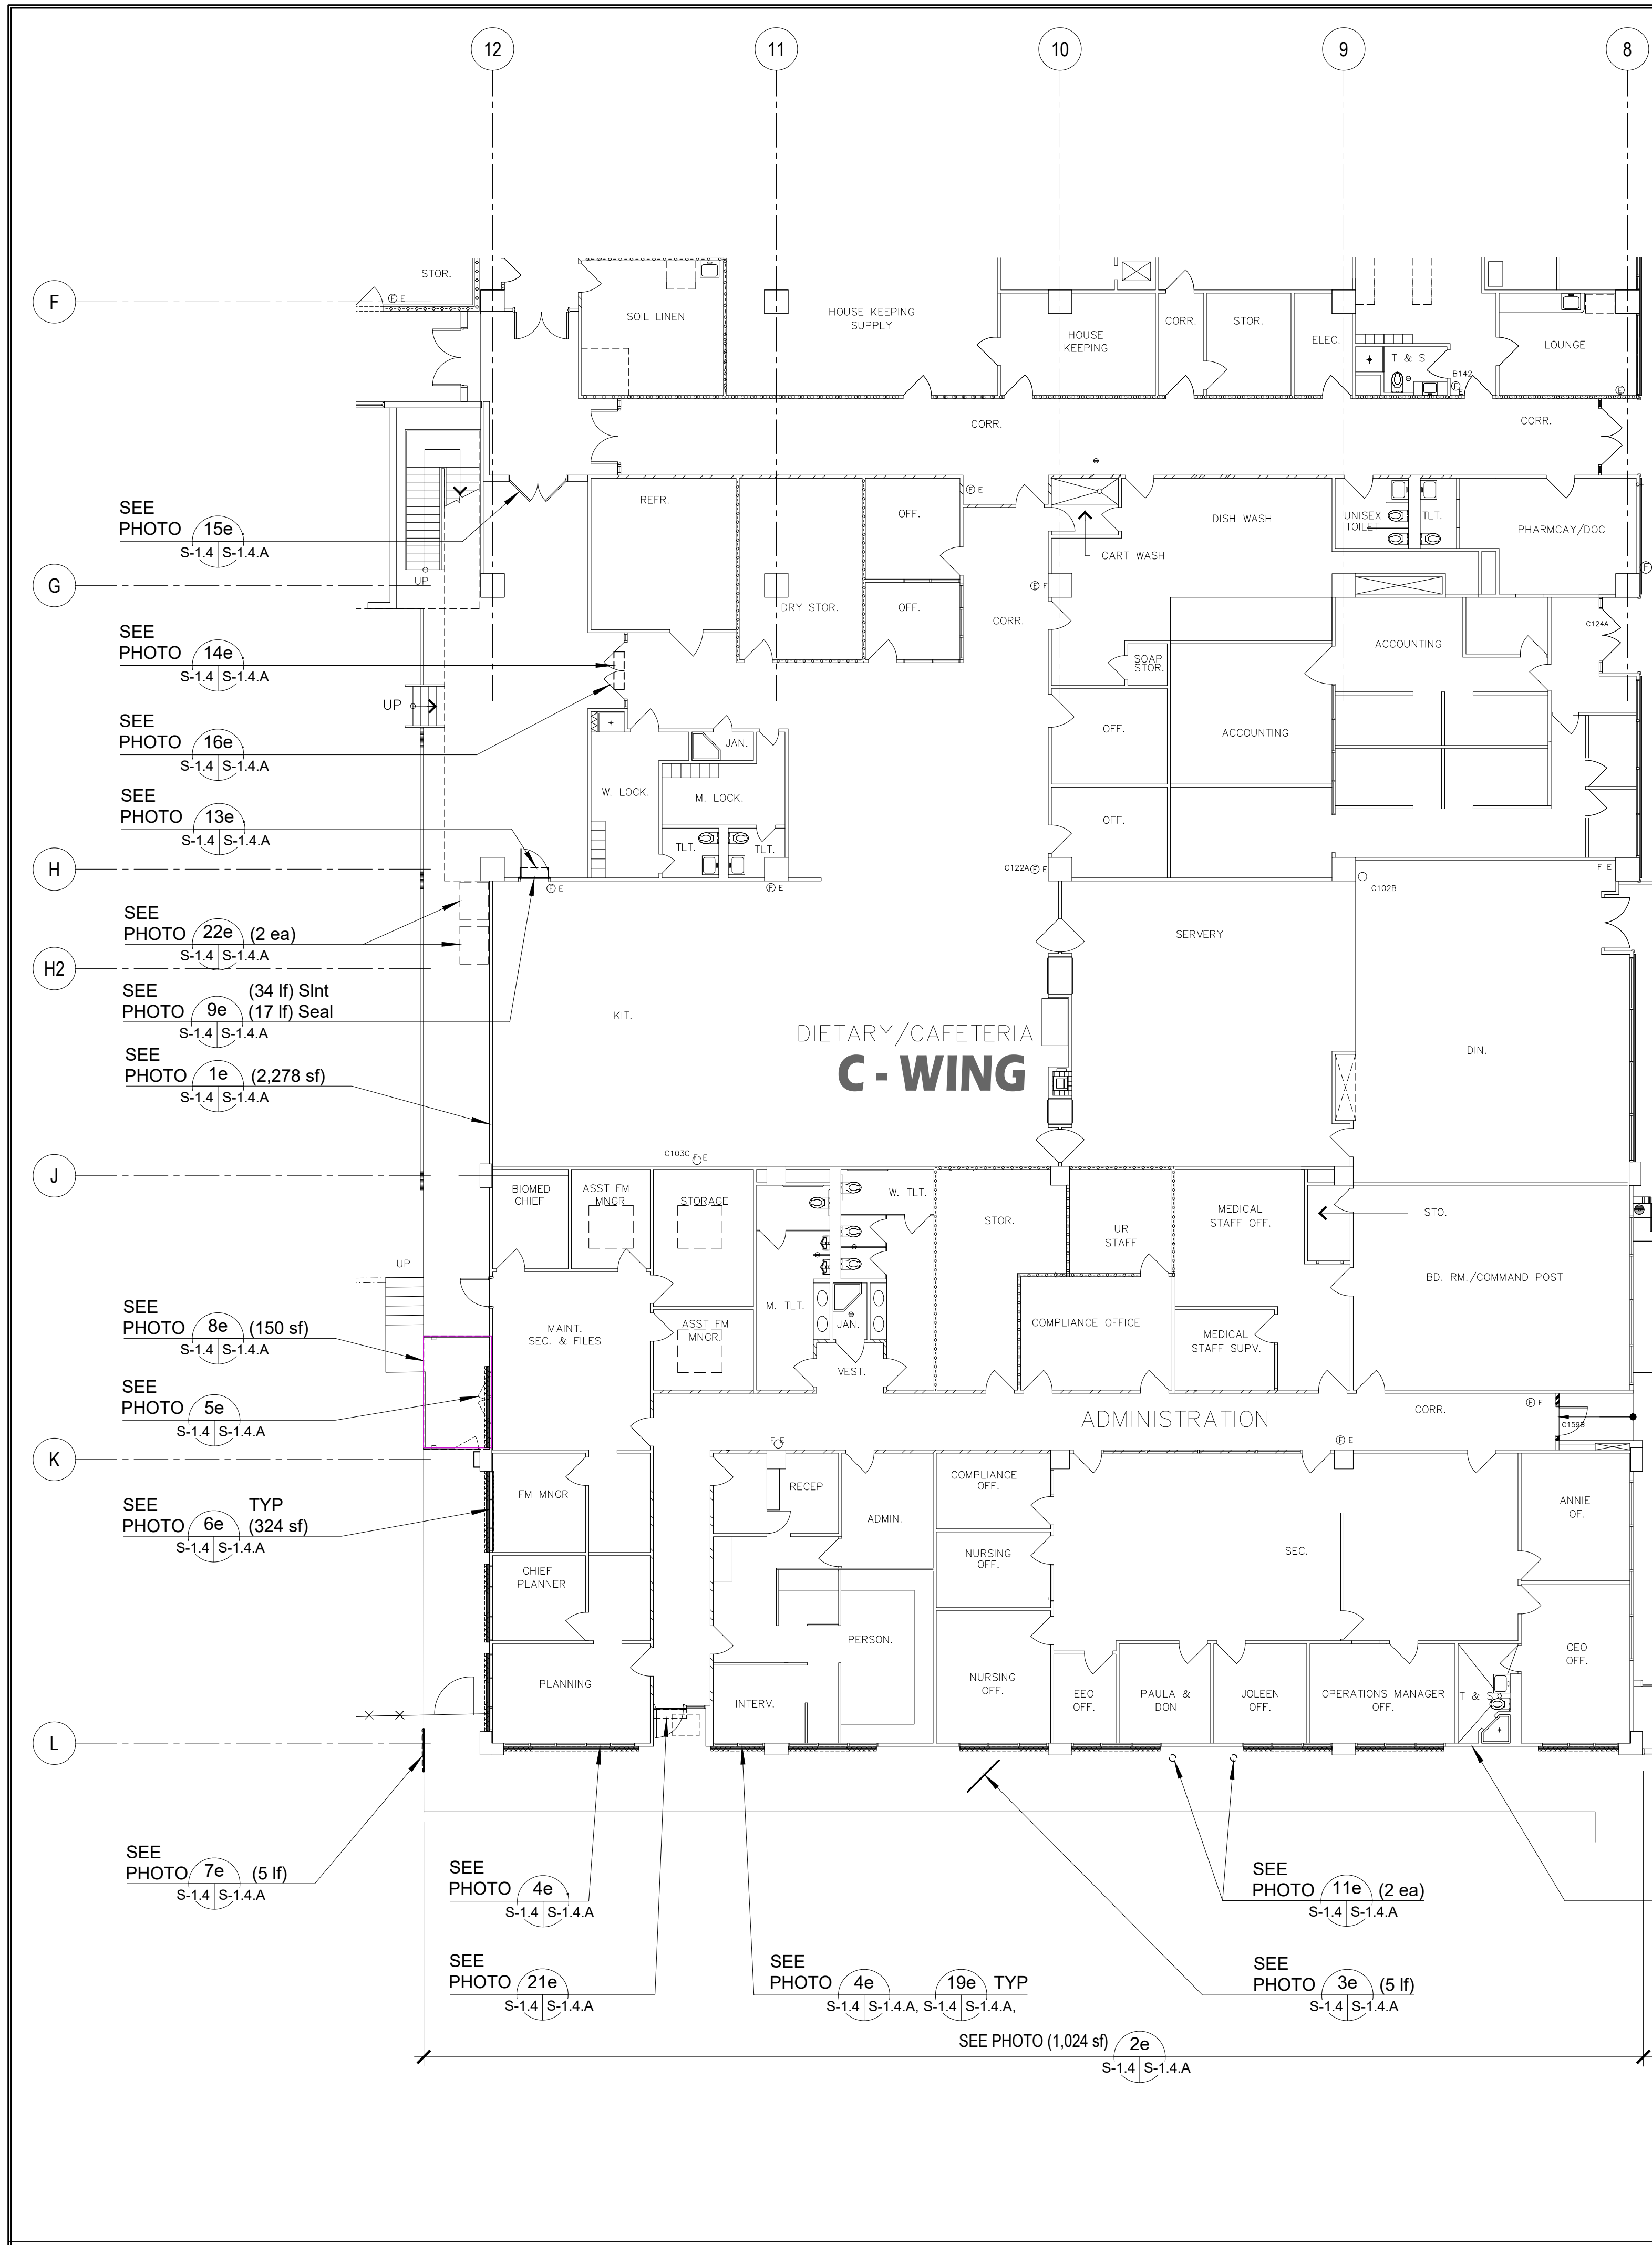 12
11
10
9
8
F
STOR.
F E
SOIL LINEN
HOUSE KEEPING
SUPPLY
HOUSE
KEEPING
CORR.
STOR.
ELEC.
T & S
B142
F
E
LOUNGE
E
CORR.
CORR.
SEE
PHOTO 15e
S-1.4 S-1.4.A
REFR.
OFF.
F E
DISH WASH
CART WASH
UNISEX
TOILET
TLT.
PHARMCAY/DOC
G
UP
DRY STOR.
OFF.
F F
CORR.
F
C124A
SEE
PHOTO 14e
S-1.4 S-1.4.A
SOAP
STOR.
ACCOUNTING
UP
SEE
PHOTO 16e
S-1.4 S-1.4.A
JAN.
OFF.
ACCOUNTING
W. LOCK.
M. LOCK.
SEE
PHOTO 13e
S-1.4 S-1.4.A
TLT.
TLT.
OFF.
H
F E
F E
C122A F E
C102B
F E
SEE
PHOTO 22e (2 ea)
S-1.4 S-1.4.A
SERVERY
H2
SEE (34 lf) Slnt
PHOTO 9e (17 lf) Seal
S-1.4 S-1.4.A
KIT.
DIETARY/CAFETERIA
C - WING
DIN.
SEE
PHOTO 1e (2,278 sf)
S-1.4 S-1.4.A
J
C103C F E
BIOMED
CHIEF
ASST FM
MNGR
STORAGE
W. TLT.
STOR.
UR
STAFF
MEDICAL
STAFF OFF.
STO.
UP
BD. RM./COMMAND POST
SEE
PHOTO 8e (150 sf)
S-1.4 S-1.4.A
MAINT.
SEC. & FILES
ASST FM
MNGR.
M. TLT.
JAN.
COMPLIANCE OFFICE
MEDICAL
STAFF SUPV.
VEST.
SEE
PHOTO 5e
S-1.4 S-1.4.A
ADMINISTRATION
CORR.
F E
C159B
K
F E
F E
FM MNGR
RECEP
ADMIN.
COMPLIANCE
OFF.
ANNIE
OF.
SEE TYP
PHOTO 6e (324 sf)
S-1.4 S-1.4.A
NURSING
OFF.
SEC.
CHIEF
PLANNER
PERSON.
CEO
OFF.
PLANNING
INTERV.
NURSING
OFF.
EEO
OFF.
PAULA &
DON
JOLEEN
OFF.
OPERATIONS MANAGER
OFF.
T & S
L
SEE
PHOTO 7e (5 lf)
S-1.4 S-1.4.A
SEE
PHOTO 4e
S-1.4 S-1.4.A
SEE
PHOTO 11e (2 ea)
S-1.4 S-1.4.A
SEE
PHOTO 21e
S-1.4 S-1.4.A
SEE
PHOTO 4e 19e TYP
S-1.4 S-1.4.A, S-1.4 S-1.4.A,
SEE
PHOTO 3e (5 lf)
S-1.4 S-1.4.A
SEE PHOTO (1,024 sf) 2e
S-1.4 S-1.4.A